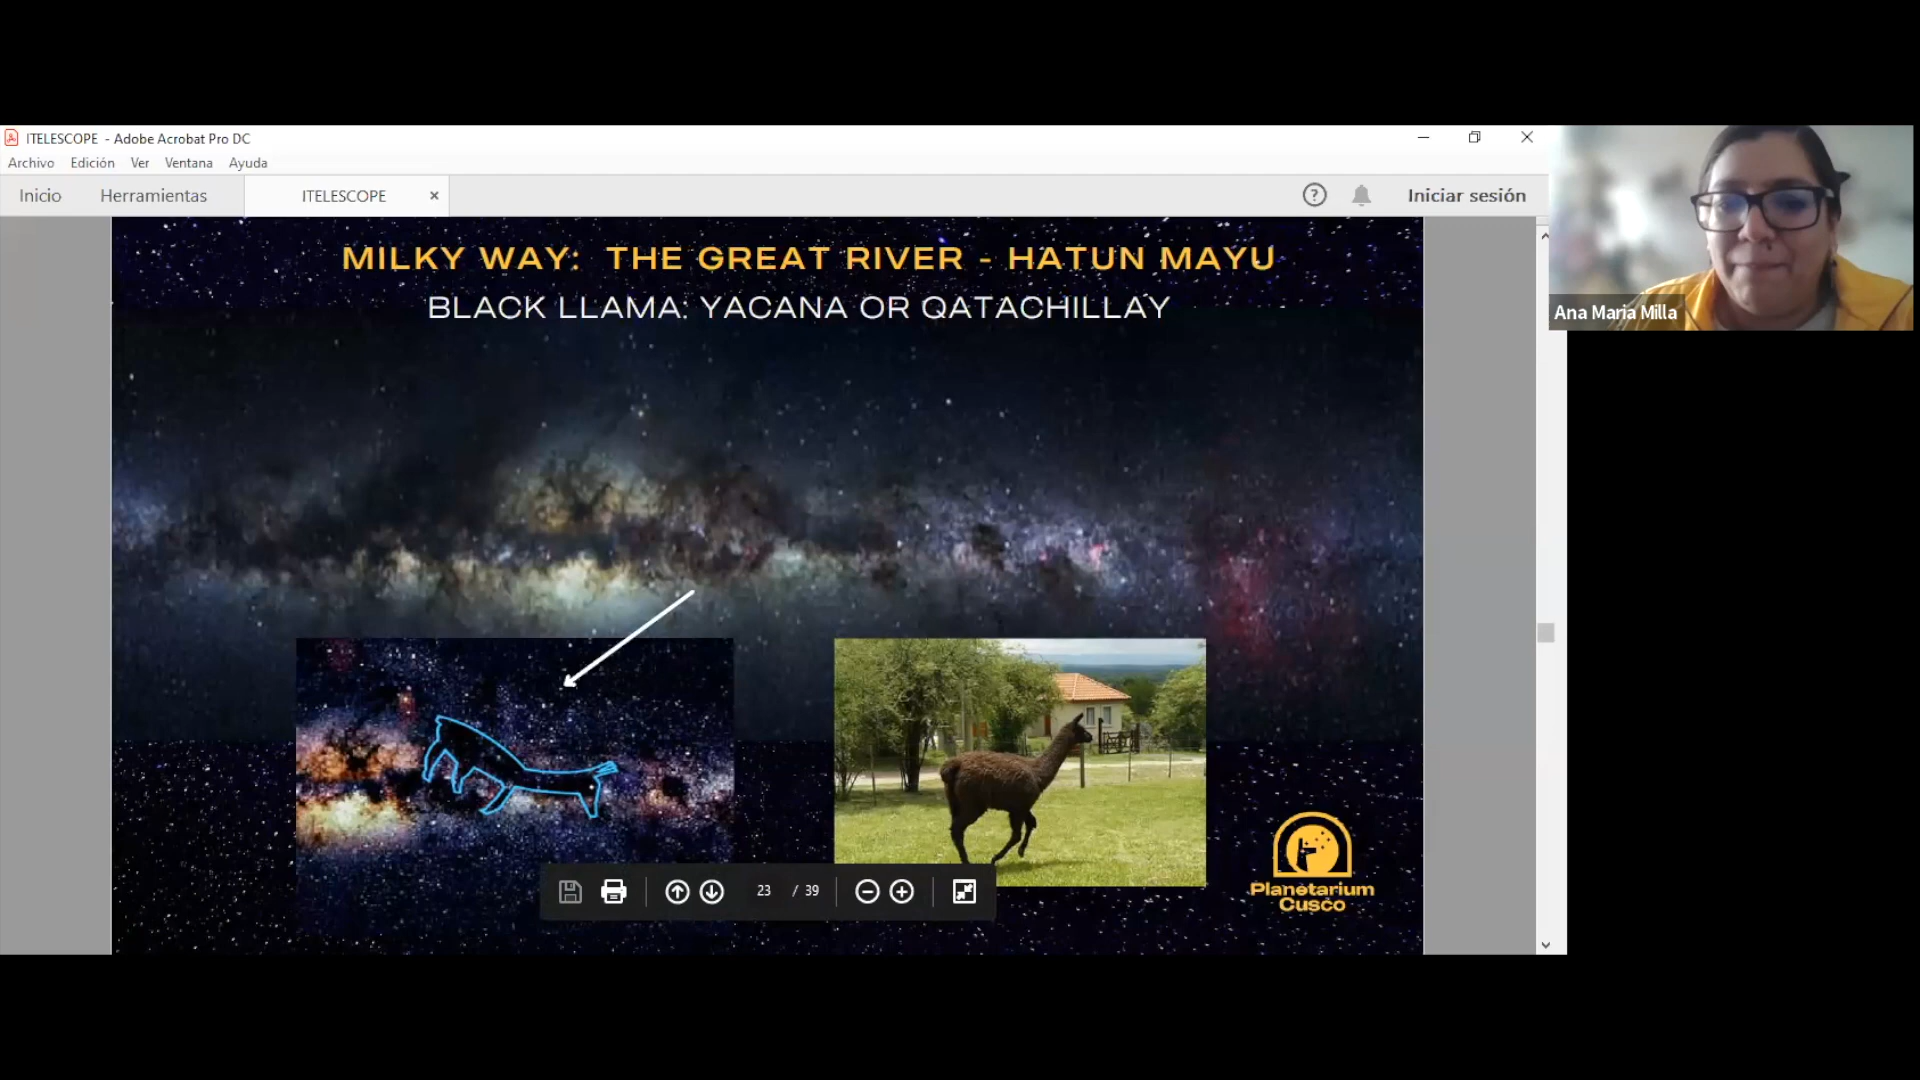 ITELESCOPE - Adobe Acrobat Pro DC
Archivo Edición Ver Ventana Ayuda
Inicio Herramientas ITELESCOPE × Iniciar sesión
MILKY WAY: THE GREAT RIVER - HATUN MAYU
BLACK LLAMA: YACANA OR QATACHILLAY
Ana Maria Milla
Planetarium
Cusco
23 / 39